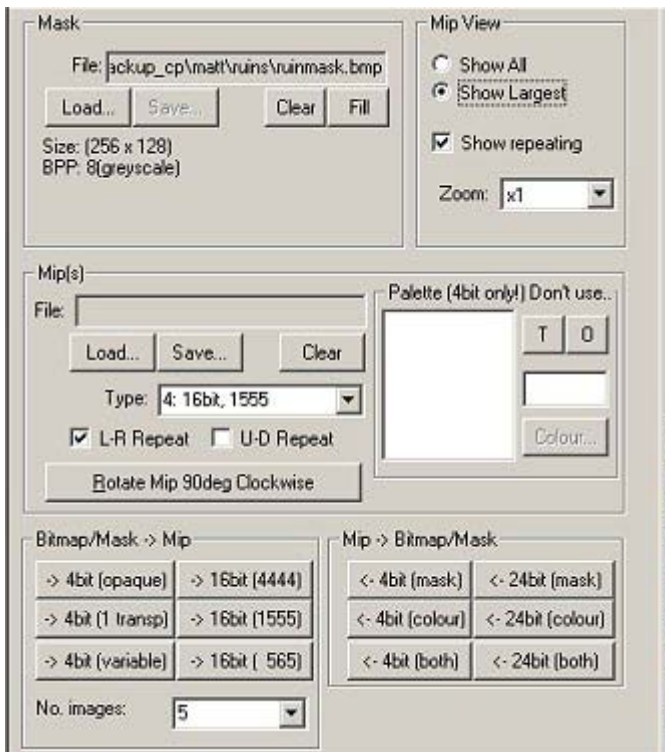 Mask
File: ackup_cp\matt\ruins\ruinmask.bmp
Load... Save... Clear Fill
Size: (256 x 128)
BPP: 8(greyscale)
Mip View
Show All
Show Largest
Show repeating
Zoom: x1
Mip(s)
File:
Load... Save... Clear
Type: 4: 16bit, 1555
L-R Repeat U-D Repeat
Rotate Mip 90deg Clockwise
Palette (4bit only!) Don't use..
T O
Colour...
Bitmap/Mask -> Mip
-> 4bit (opaque) -> 16bit (4444)
-> 4bit (1 transp) -> 16bit (1555)
-> 4bit (variable) -> 16bit ( 565)
No. images: 5
Mip -> Bitmap/Mask
<- 4bit (mask) <- 24bit (mask)
<- 4bit (colour) <- 24bit (colour)
<- 4bit (both) <- 24bit (both)